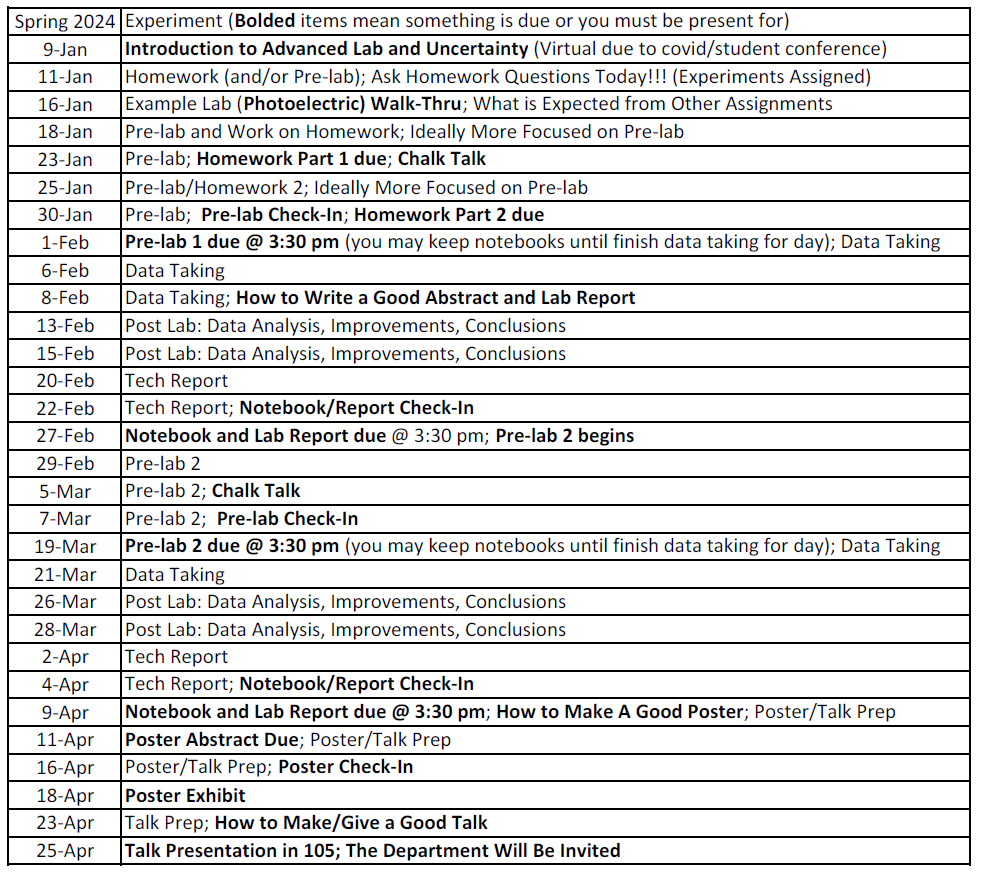 Spring 2024 Experiment (Bolded items mean something is due or you must be present for)
9-Jan Introduction to Advanced Lab and Uncertainty (Virtual due to covid/student conference)
11-Jan Homework (and/or Pre-lab); Ask Homework Questions Today!!! (Experiments Assigned)
16-Jan Example Lab (Photoelectric) Walk-Thru; What is Expected from Other Assignments
18-Jan Pre-lab and Work on Homework; Ideally More Focused on Pre-lab
23-Jan Pre-lab; Homework Part 1 due; Chalk Talk
25-Jan Pre-lab/Homework 2; Ideally More Focused on Pre-lab
30-Jan Pre-lab; Pre-lab Check-In; Homework Part 2 due
1-Feb Pre-lab 1 due @ 3:30 pm (you may keep notebooks until finish data taking for day); Data Taking
6-Feb Data Taking
8-Feb Data Taking; How to Write a Good Abstract and Lab Report
13-Feb Post Lab: Data Analysis, Improvements, Conclusions
15-Feb Post Lab: Data Analysis, Improvements, Conclusions
20-Feb Tech Report
22-Feb Tech Report; Notebook/Report Check-In
27-Feb Notebook and Lab Report due @ 3:30 pm; Pre-lab 2 begins
29-Feb Pre-lab 2
5-Mar Pre-lab 2; Chalk Talk
7-Mar Pre-lab 2; Pre-lab Check-In
19-Mar Pre-lab 2 due @ 3:30 pm (you may keep notebooks until finish data taking for day); Data Taking
21-Mar Data Taking
26-Mar Post Lab: Data Analysis, Improvements, Conclusions
28-Mar Post Lab: Data Analysis, Improvements, Conclusions
2-Apr Tech Report
4-Apr Tech Report; Notebook/Report Check-In
9-Apr Notebook and Lab Report due @ 3:30 pm; How to Make A Good Poster; Poster/Talk Prep
11-Apr Poster Abstract Due; Poster/Talk Prep
16-Apr Poster/Talk Prep; Poster Check-In
18-Apr Poster Exhibit
23-Apr Talk Prep; How to Make/Give a Good Talk
25-Apr Talk Presentation in 105; The Department Will Be Invited